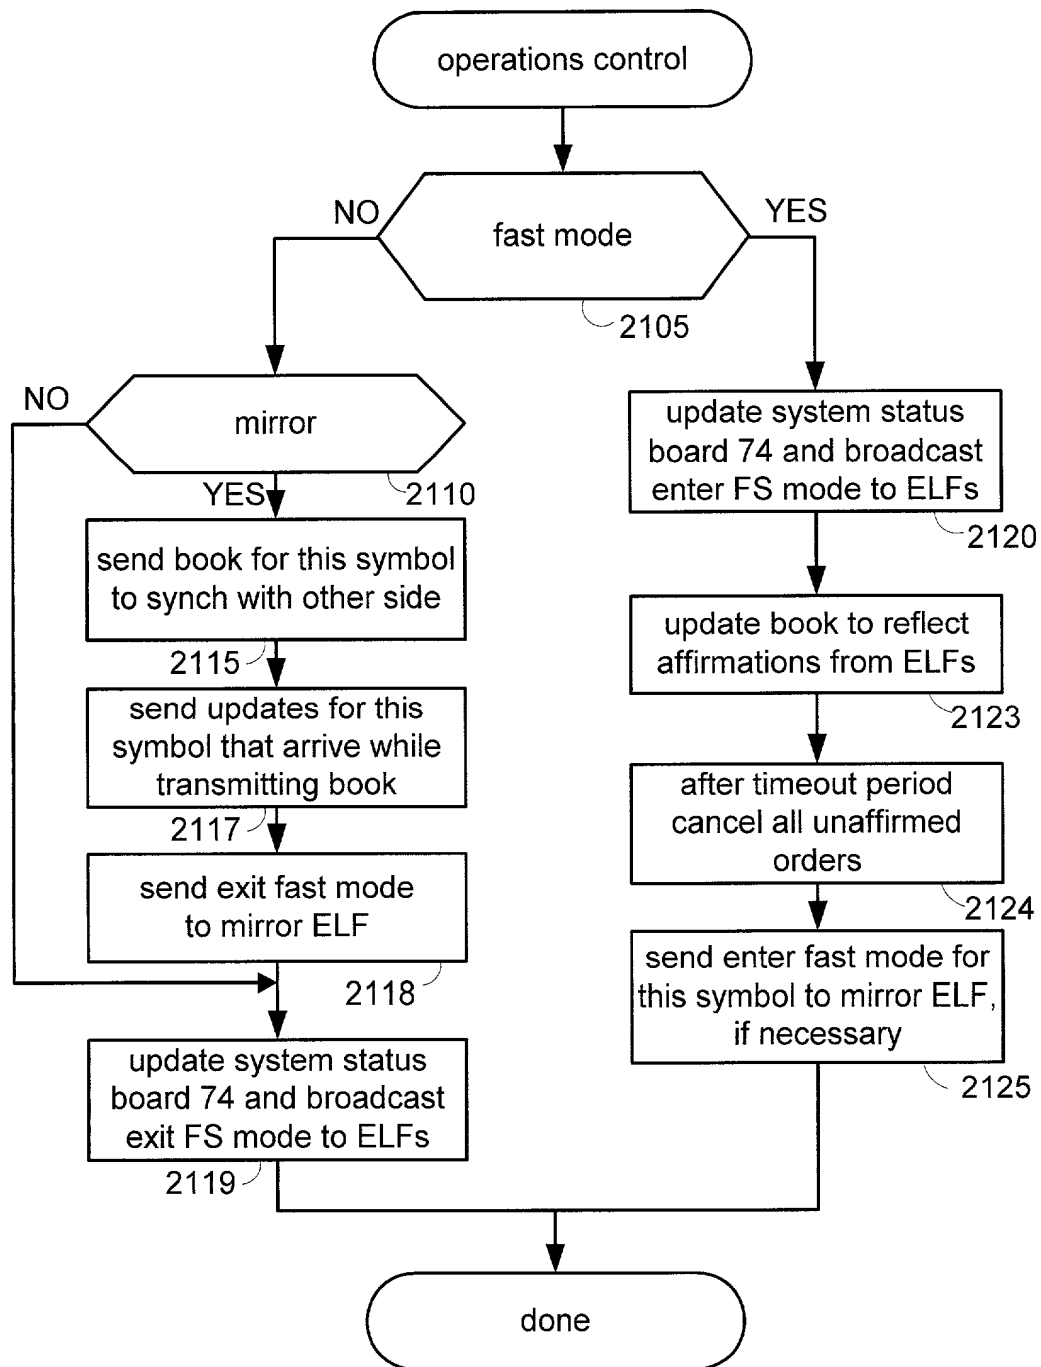 operations control
NO
YES
fast mode
2105
NO
mirror
YES
2110
update system status
board 74 and broadcast
enter FS mode to ELFs
2120
send book for this symbol
to synch with other side
2115
update book to reflect
affirmations from ELFs
2123
send updates for this
symbol that arrive while
transmitting book
2117
after timeout period
cancel all unaffirmed
orders
2124
send exit fast mode
to mirror ELF
2118
send enter fast mode for
this symbol to mirror ELF,
if necessary
2125
update system status
board 74 and broadcast
exit FS mode to ELFs
2119
done